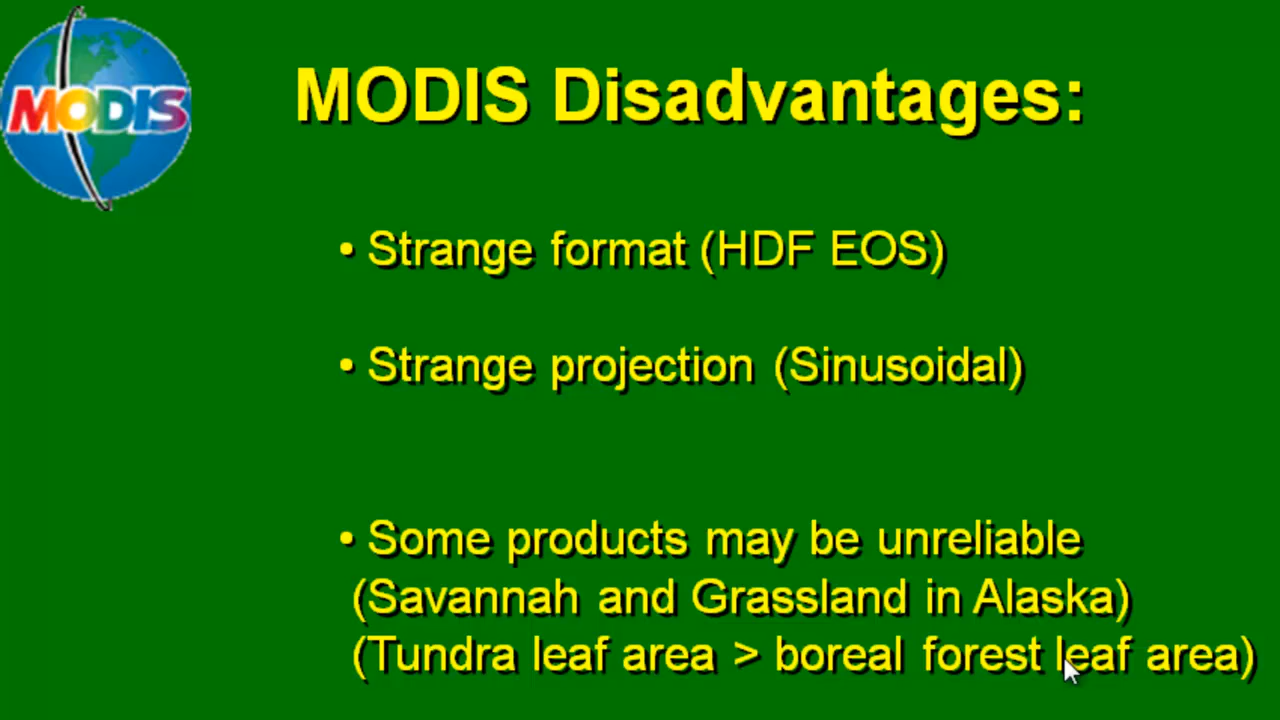 MODIS
MODIS Disadvantages:
• Strange format (HDF EOS)
• Strange projection (Sinusoidal)
• Some products may be unreliable
(Savannah and Grassland in Alaska)
(Tundra leaf area > boreal forest leaf area)